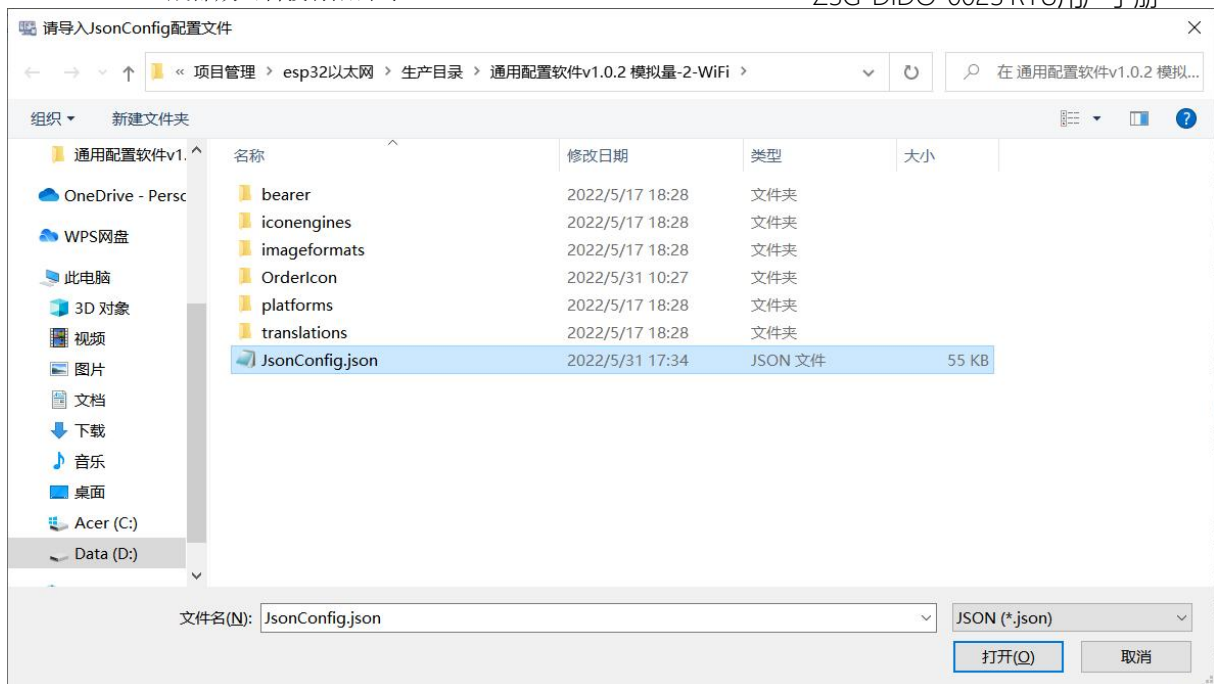 请导入JsonConfig配置文件
« 项目管理 > esp32以太网 > 生产目录 > 通用配置软件v1.0.2 模拟量-2-WiFi >
在 通用配置软件v1.0.2 模拟...
组织 新建文件夹
通用配置软件v1.
名称 修改日期 类型 大小
OneDrive - Perso
bearer 2022/5/17 18:28 文件夹
iconengines 2022/5/17 18:28 文件夹
WPS网盘
imageformats 2022/5/17 18:28 文件夹
此电脑
OrderIcon 2022/5/31 10:27 文件夹
3D 对象
platforms 2022/5/17 18:28 文件夹
视频
translations 2022/5/17 18:28 文件夹
JsonConfig.json 2022/5/31 17:34 JSON 文件 55 KB
图片
文档
下载
音乐
桌面
Acer (C:)
Data (D:)
文件名(N): JsonConfig.json JSON (*.json)
打开(O) 取消